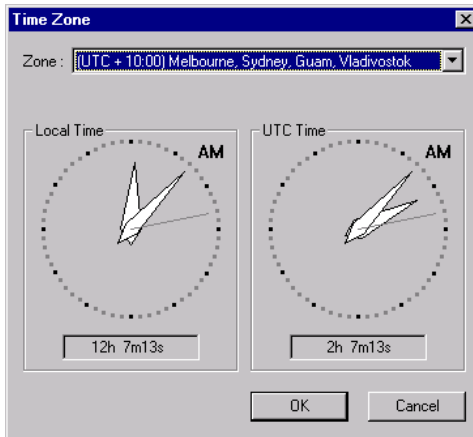 Time Zone
Zone : (UTC + 10:00) Melbourne, Sydney, Guam, Vladivostok
Local Time
AM
12h 7m13s
UTC Time
AM
2h 7m13s
OK
Cancel